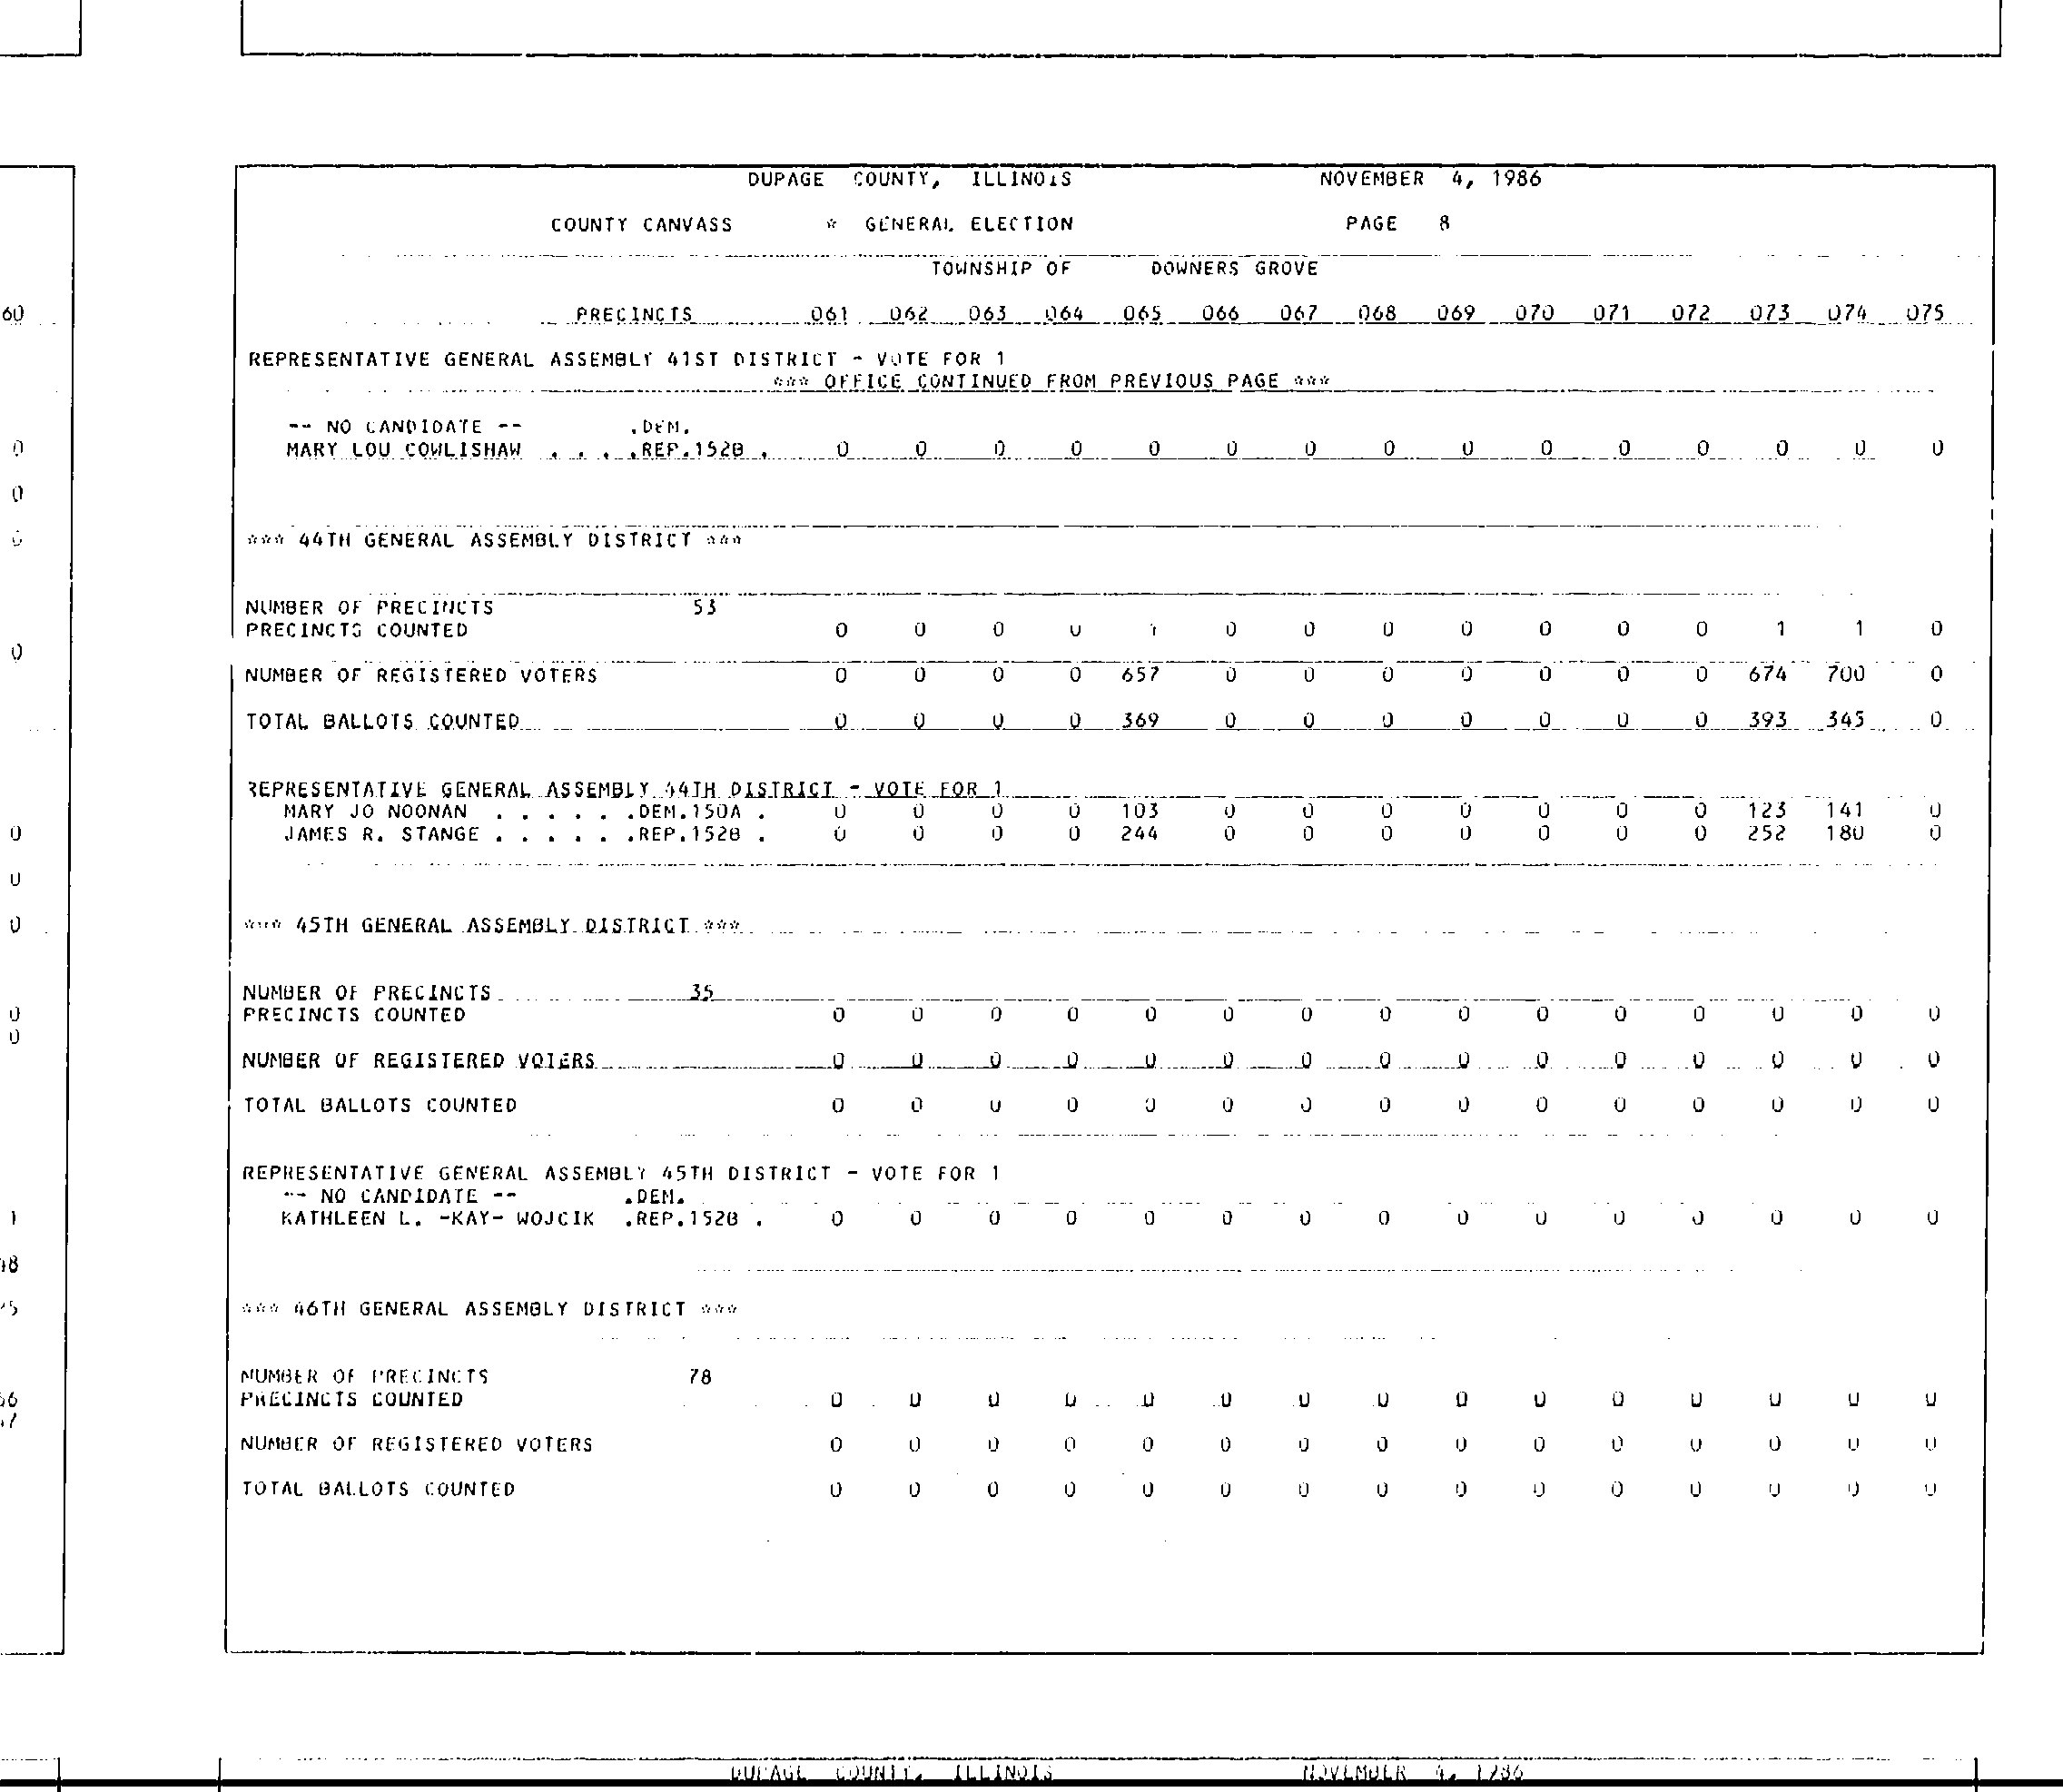 DUPAGE COUNTY, ILLINOIS NOVEMBER 4, 1986
COUNTY CANVASS * GENERAL ELECTION PAGE 8
TOWNSHIP OF DOWNERS GROVE
60
PRECINCTS 061 062 063 064 065 066 067 068 069 070 071 072 073 074 075
REPRESENTATIVE GENERAL ASSEMBLY 41ST DISTRICT - VOTE FOR 1
*** OFFICE CONTINUED FROM PREVIOUS PAGE ***
-- NO CANDIDATE -- .DEM.
0
MARY LOU COWLISHAW . . . .REP.152B . 0 0 0 0 0 0 0 0 0 0 0 0 0 0 0
0
0
*** 44TH GENERAL ASSEMBLY DISTRICT ***
NUMBER OF PRECINCTS 53
PRECINCTS COUNTED 0 0 0 0 1 0 0 0 0 0 0 0 1 1 0
0
NUMBER OF REGISTERED VOTERS 0 0 0 0 657 0 0 0 0 0 0 0 674 700 0
TOTAL BALLOTS COUNTED 0 0 0 0 369 0 0 0 0 0 0 0 393 345 0
REPRESENTATIVE GENERAL ASSEMBLY 44TH DISTRICT - VOTE FOR 1
MARY JO NOONAN . . . . . .DEM.150A . 0 0 0 0 103 0 0 0 0 0 0 0 123 141 0
0
JAMES R. STANGE . . . . . .REP.152B . 0 0 0 0 244 0 0 0 0 0 0 0 252 180 0
0
0
*** 45TH GENERAL ASSEMBLY DISTRICT ***
NUMBER OF PRECINCTS 35
0
PRECINCTS COUNTED 0 0 0 0 0 0 0 0 0 0 0 0 0 0 0
0
NUMBER OF REGISTERED VOTERS 0 0 0 0 0 0 0 0 0 0 0 0 0 0 0
TOTAL BALLOTS COUNTED 0 0 0 0 0 0 0 0 0 0 0 0 0 0 0
REPRESENTATIVE GENERAL ASSEMBLY 45TH DISTRICT - VOTE FOR 1
-- NO CANDIDATE -- .DEM.
1
KATHLEEN L. -KAY- WOJCIK .REP.152B . 0 0 0 0 0 0 0 0 0 0 0 0 0 0 0
*** 46TH GENERAL ASSEMBLY DISTRICT ***
NUMBER OF PRECINCTS 78
PRECINCTS COUNTED 0 0 0 0 0 0 0 0 0 0 0 0 0 0 0
NUMBER OF REGISTERED VOTERS 0 0 0 0 0 0 0 0 0 0 0 0 0 0 0
TOTAL BALLOTS COUNTED 0 0 0 0 0 0 0 0 0 0 0 0 0 0 0
DUPAGE COUNTY, ILLINOIS NOVEMBER 4, 1986